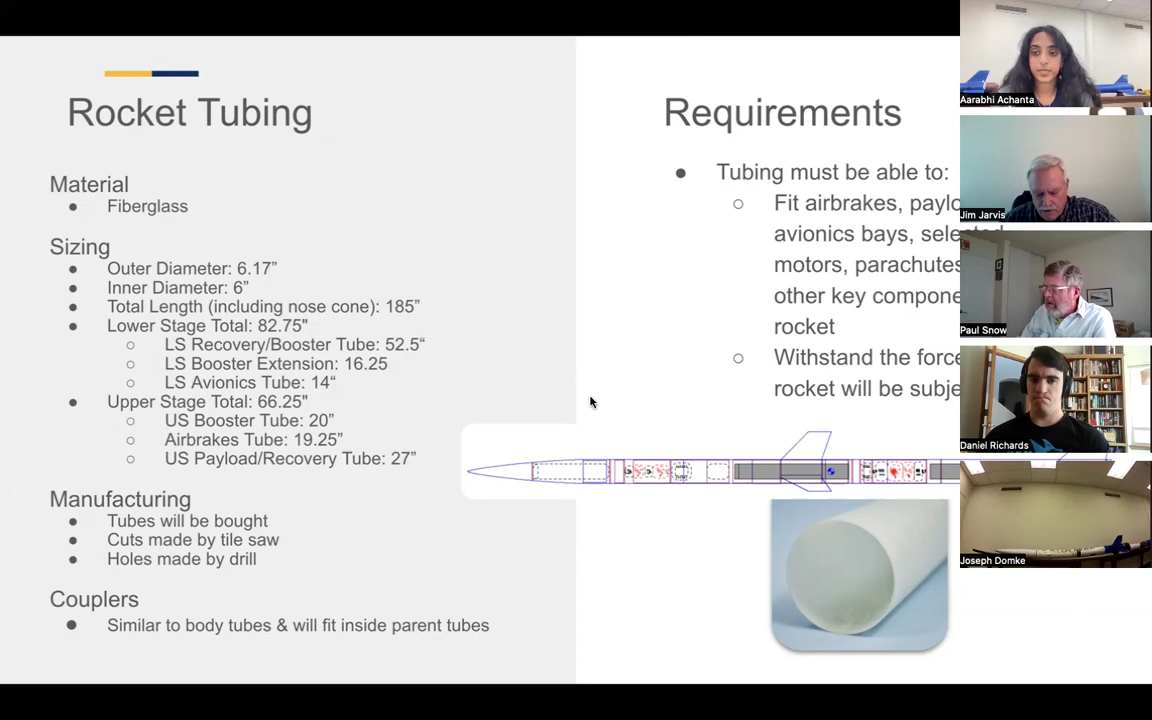 Rocket Tubing
Material
● Fiberglass
Sizing
● Outer Diameter: 6.17”
● Inner Diameter: 6”
● Total Length (including nose cone): 185”
● Lower Stage Total: 82.75"
○ LS Recovery/Booster Tube: 52.5“
○ LS Booster Extension: 16.25
○ LS Avionics Tube: 14“
● Upper Stage Total: 66.25"
○ US Booster Tube: 20”
○ Airbrakes Tube: 19.25”
○ US Payload/Recovery Tube: 27”
Manufacturing
● Tubes will be bought
● Cuts made by tile saw
● Holes made by drill
Couplers
● Similar to body tubes & will fit inside parent tubes
Requirements
● Tubing must be able to:
○ Fit airbrakes, paylo
avionics bays, selected
motors, parachutes
other key compone
rocket
○ Withstand the force
rocket will be subje
Aarabhi Achanta
Jim Jarvis
Paul Snow
Daniel Richards
Joseph Domke